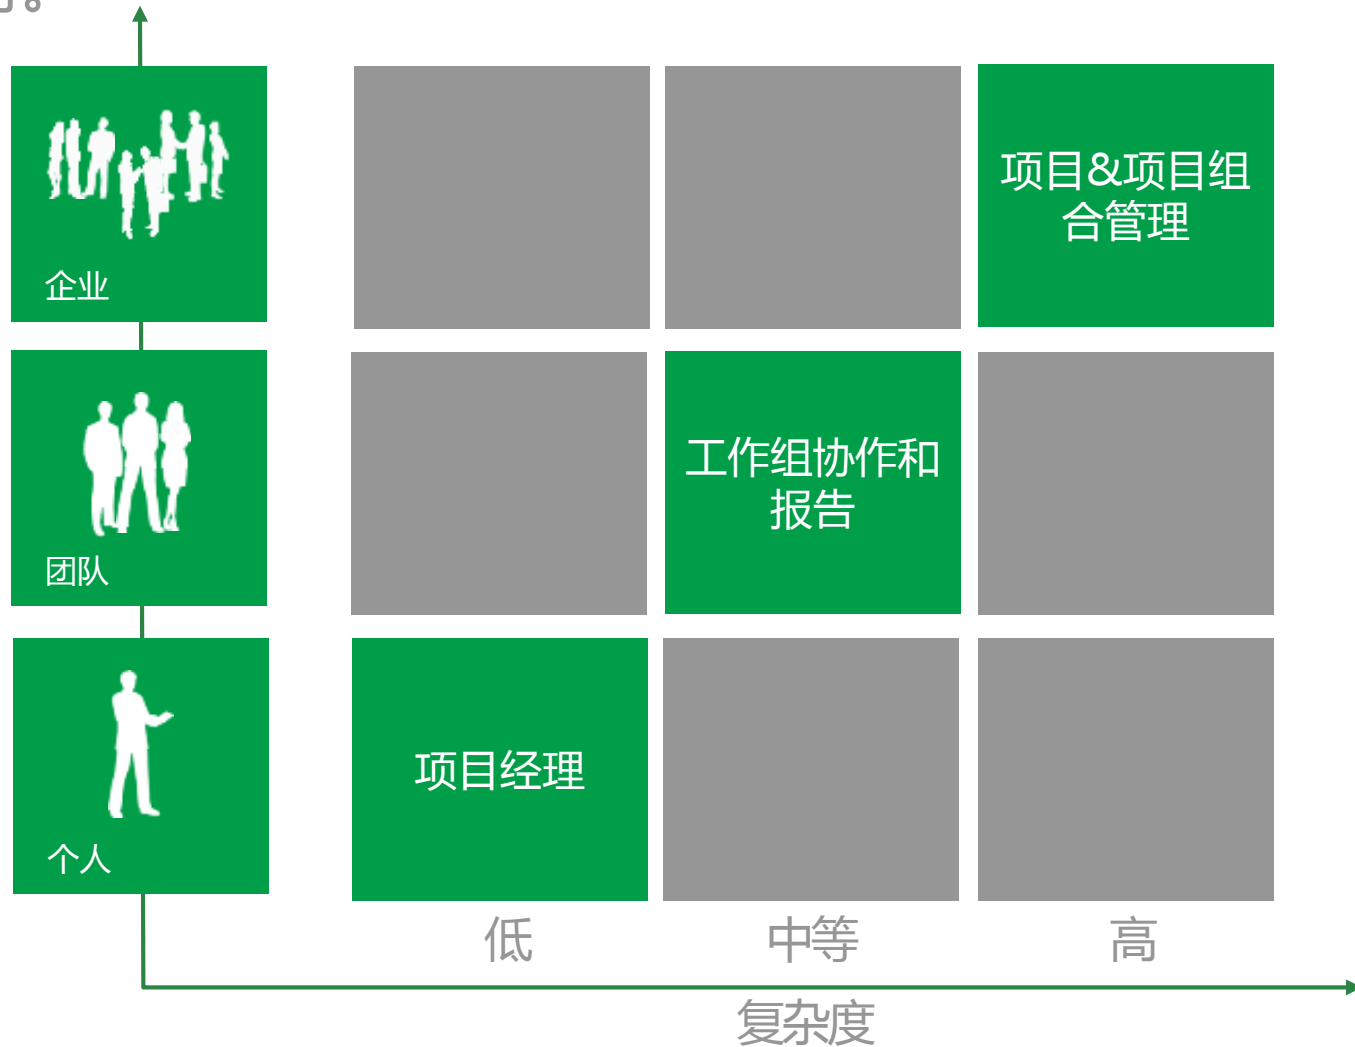 企业
项目&项目组
合管理
团队
工作组协作和
报告
个人
项目经理
低
中等
高
复杂度